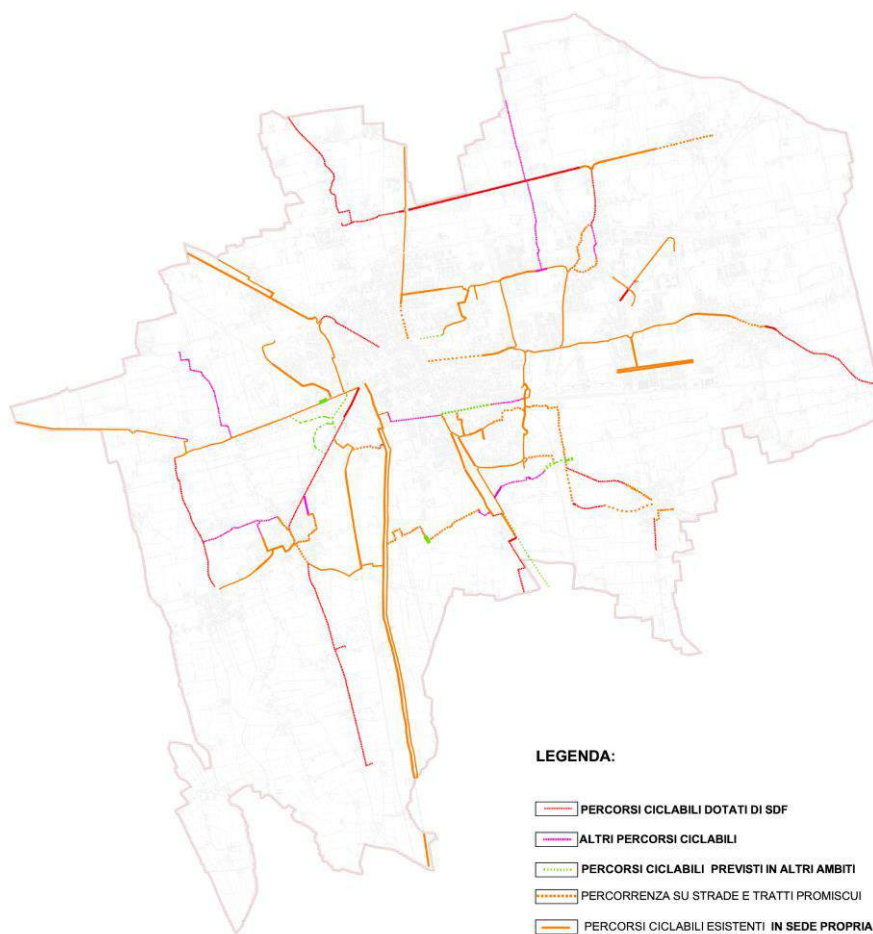 LEGENDA:
PERCORSI CICLABILI DOTATI DI SDF
ALTRI PERCORSI CICLABILI
PERCORSI CICLABILI PREVISTI IN ALTRI AMBITI
PERCORRENZA SU STRADE E TRATTI PROMISCUI
PERCORSI CICLABILI ESISTENTI IN SEDE PROPRIA